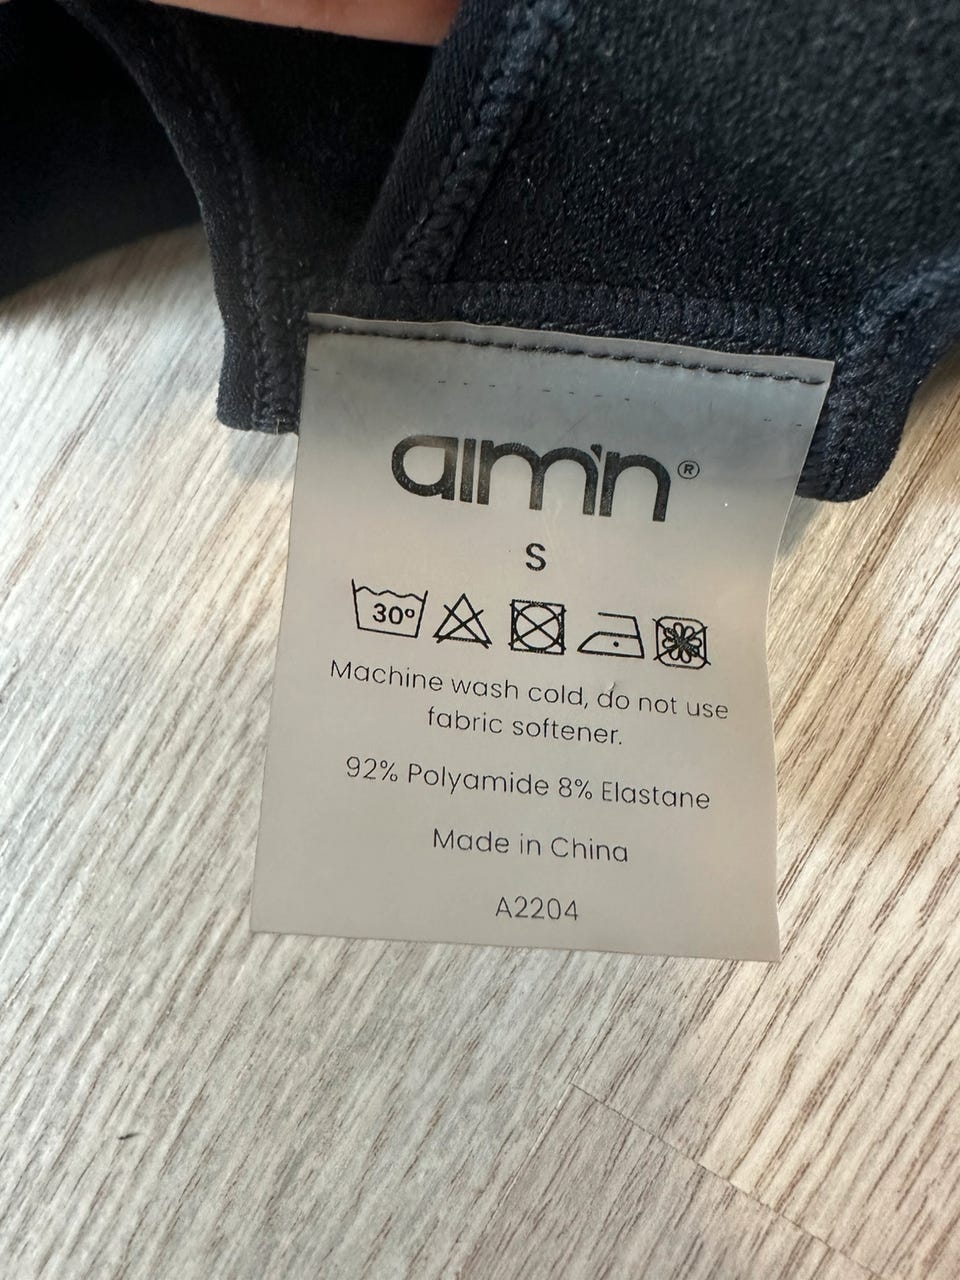 aim'n®
S
30°
Machine wash cold, do not use
fabric softener.
92% Polyamide 8% Elastane
Made in China
A2204